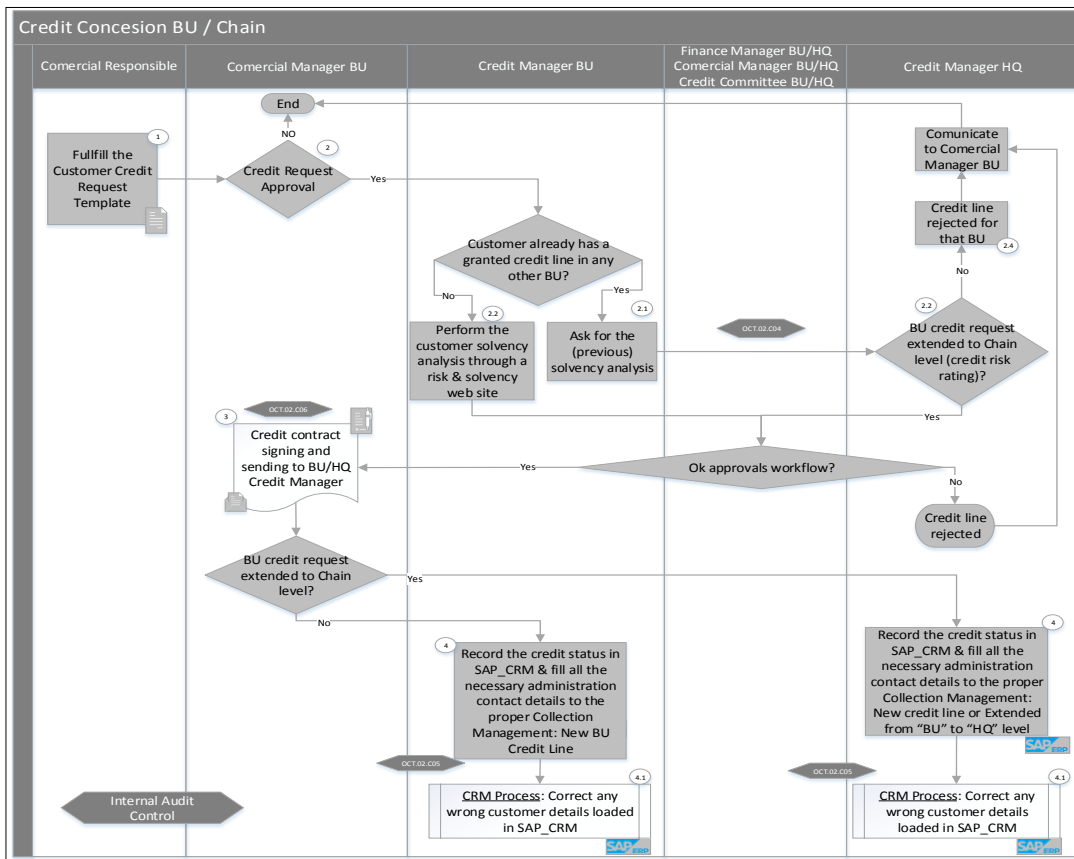 Credit Concesion BU / Chain
Comercial Responsible
Comercial Manager BU
Credit Manager BU
Finance Manager BU/HQ
Comercial Manager BU/HQ
Credit Committee BU/HQ
Credit Manager HQ
End
NO
1
Fullfill the
Customer Credit
Request
Template
2
Credit Request
Approval
Yes
Comunicate
to Comercial
Manager BU
Credit line
rejected for
that BU
2.4
No
Customer already has a
granted credit line in any
other BU?
No
Yes
2.2
Perform the
customer solvency
analysis through a
risk & solvency
web site
2.1
Ask for the
(previous)
solvency analysis
OCT.02.C04
2.2
BU credit request
extended to Chain
level (credit risk
rating)?
Yes
OCT.02.C06
3
Credit contract
signing and
sending to BU/HQ
Credit Manager
Yes
Ok approvals workflow?
No
Credit line
rejected
BU credit request
extended to Chain
level?
Yes
No
4
Record the credit status in
SAP_CRM & fill all the
necessary administration
contact details to the
proper Collection
Management: New BU
Credit Line
4
Record the credit status in
SAP_CRM & fill all the
necessary administration
contact details to the proper
Collection Management:
New credit line or Extended
from “BU” to “HQ” level
SAP ERP
OCT.02.C05
OCT.02.C05
4.1
CRM Process: Correct any
wrong customer details loaded
in SAP_CRM
SAP ERP
4.1
CRM Process: Correct any
wrong customer details
loaded in SAP_CRM
SAP ERP
Internal Audit
Control